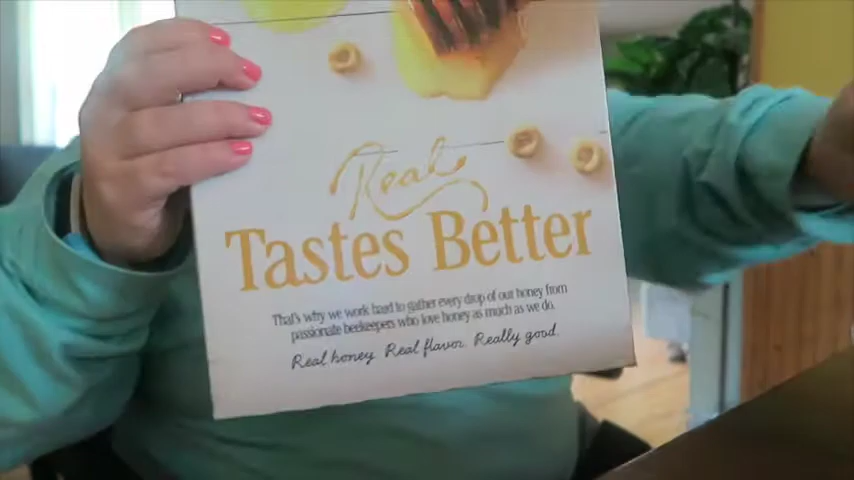 Real
Tastes Better
That's why we work hard to gather every drop of our honey from
passionate beekeepers who love honey as much as we do.
Real honey. Real flavor. Really good.